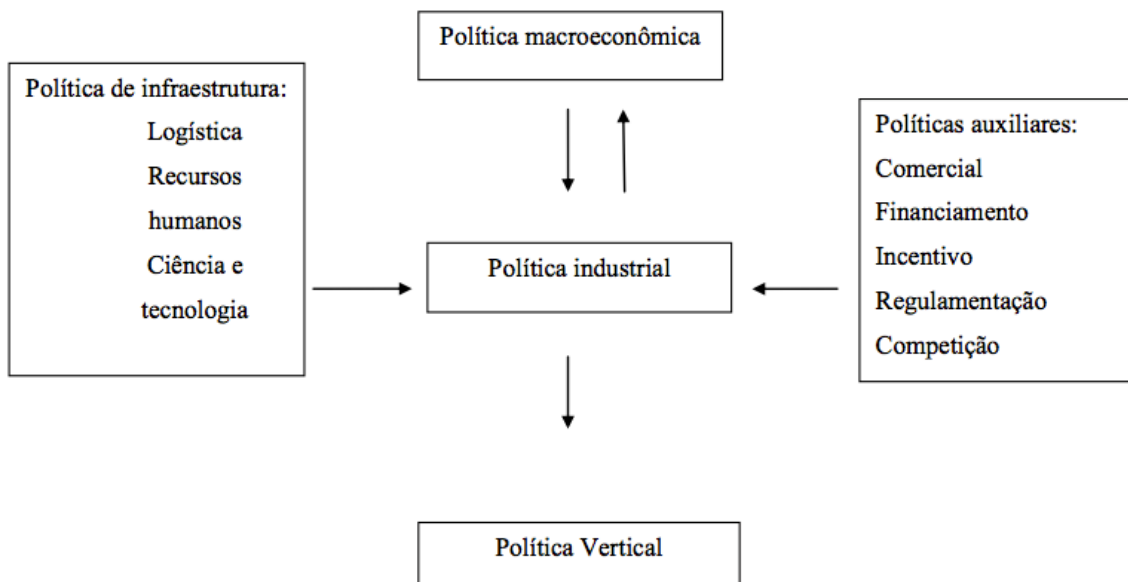 Política macroeconômica
Política de infraestrutura:
Logística
Recursos
humanos
Ciência e
tecnologia
Políticas auxiliares:
Comercial
Financiamento
Incentivo
Regulamentação
Competição
Política industrial
Política Vertical